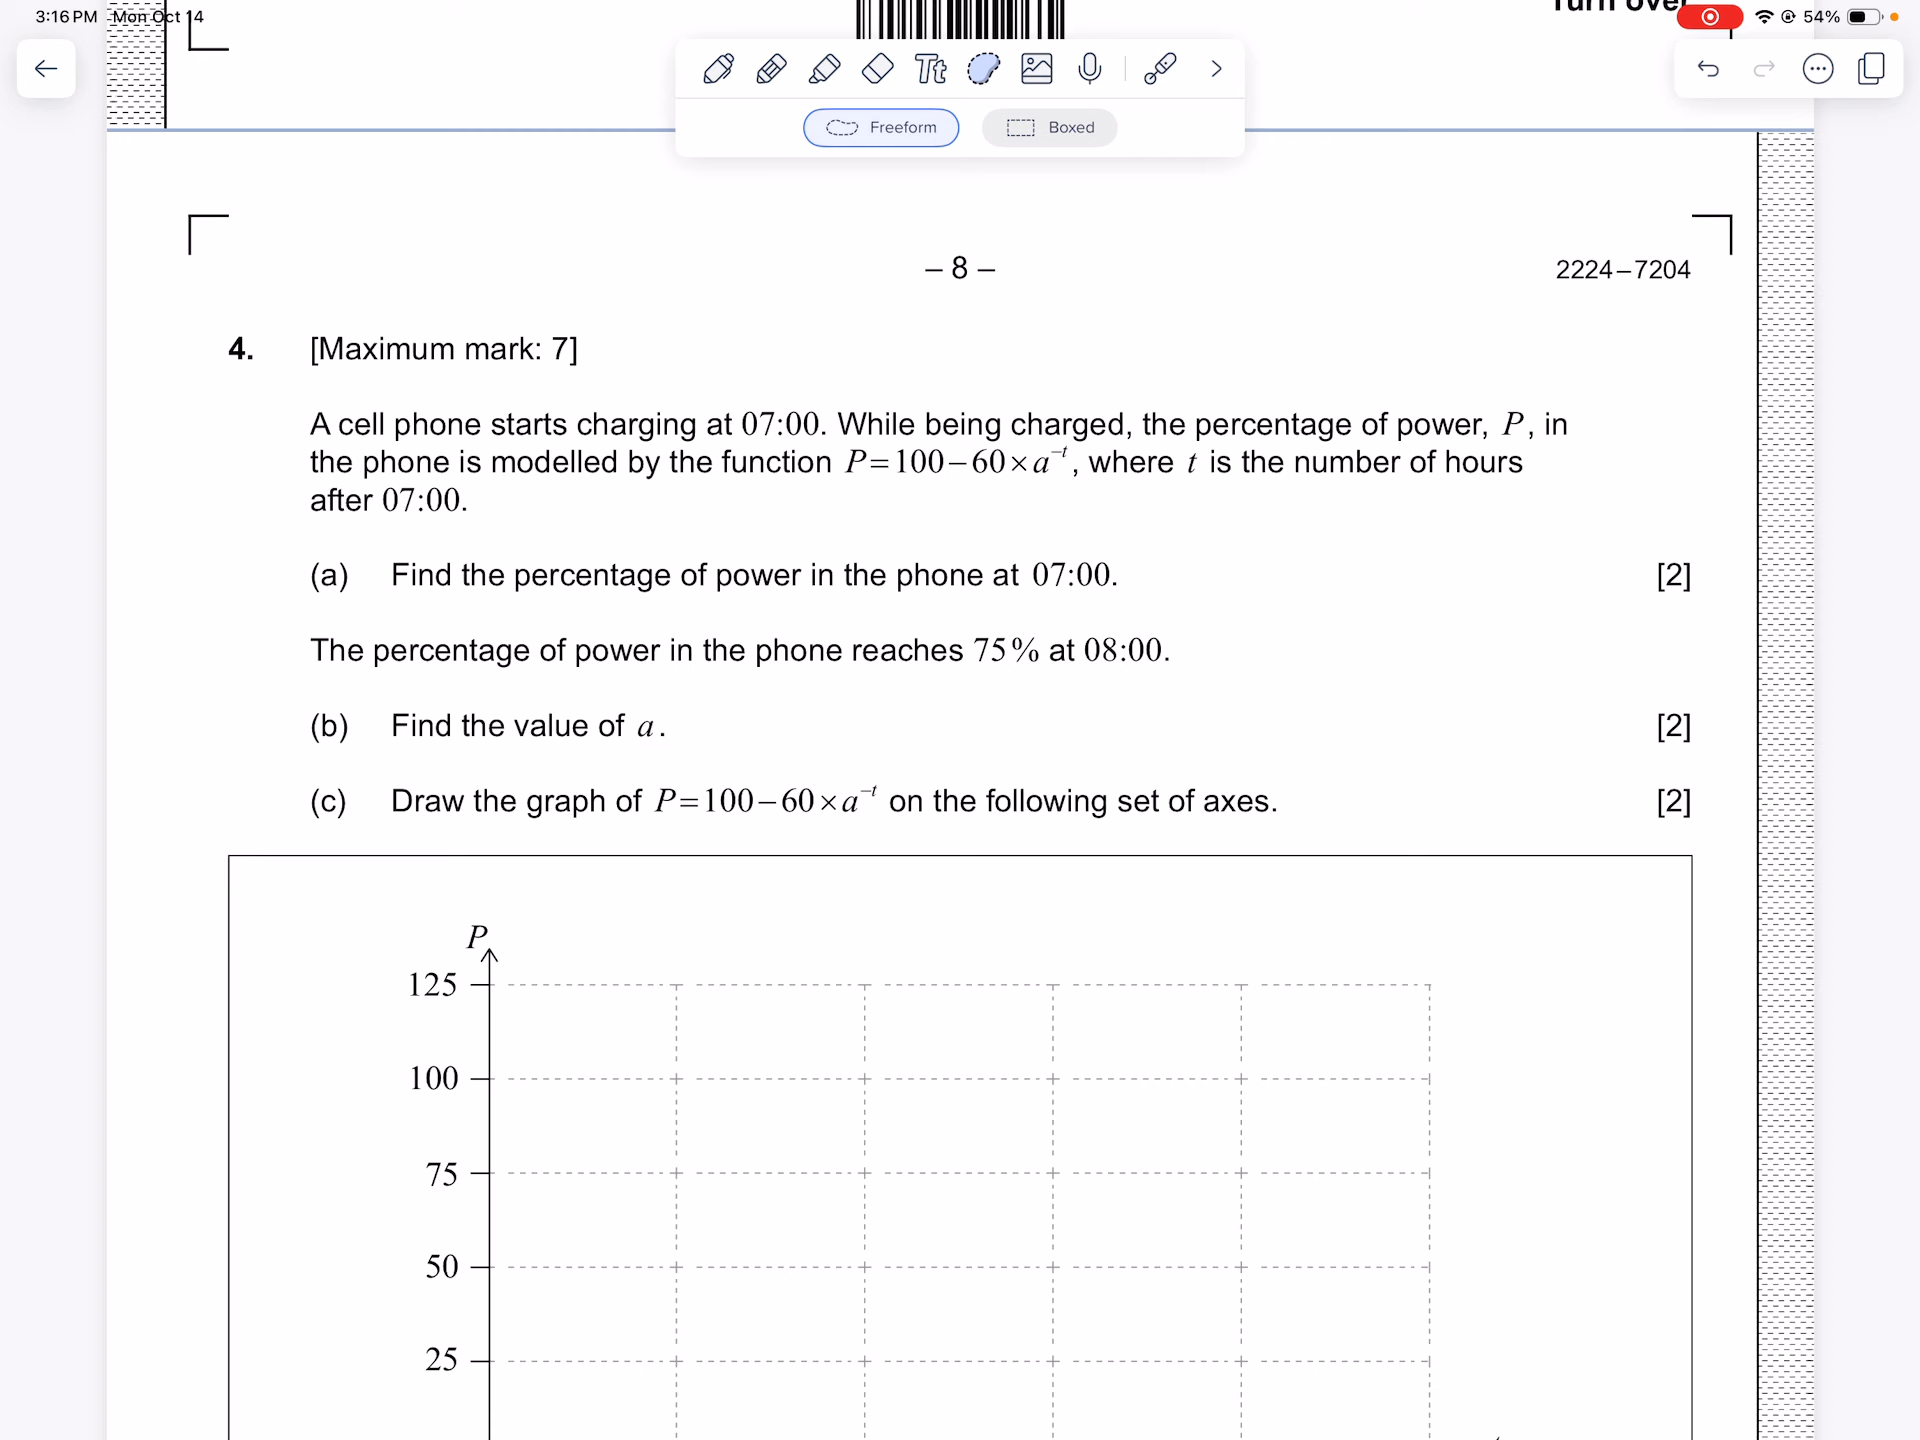 3:16 PM Mon Oct 14
Turn over
54%
Tt
Freeform
Boxed
– 8 –
2224–7204
4. [Maximum mark: 7]
A cell phone starts charging at 07:00. While being charged, the percentage of power, P, in
the phone is modelled by the function P=100–60×a⁻ᵗ, where t is the number of hours
after 07:00.
(a) Find the percentage of power in the phone at 07:00. [2]
The percentage of power in the phone reaches 75% at 08:00.
(b) Find the value of a. [2]
(c) Draw the graph of P=100–60×a⁻ᵗ on the following set of axes. [2]
P
125
100
75
50
25